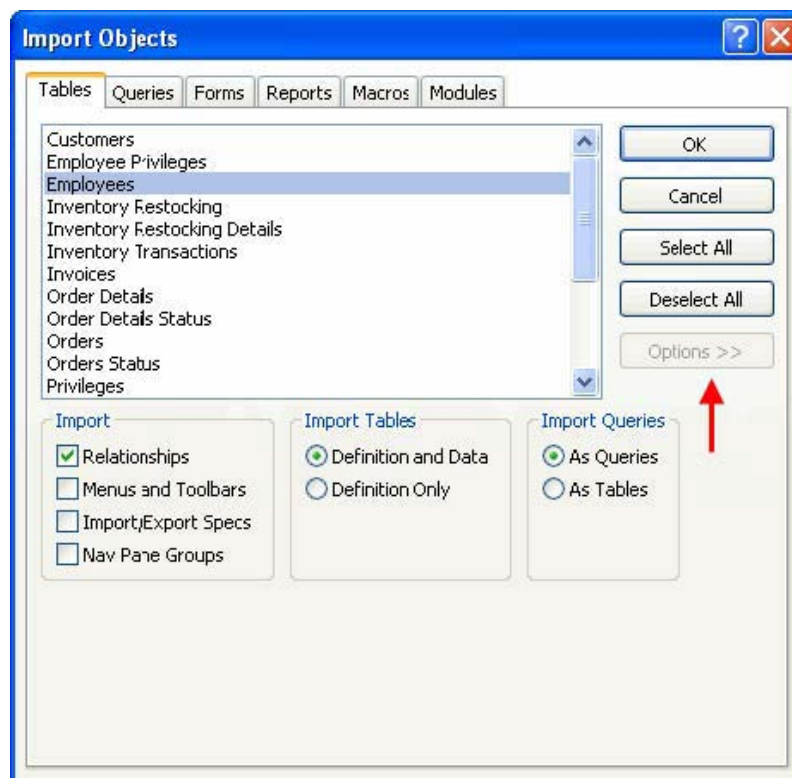 Import Objects
Tables Queries Forms Reports Macros Modules
Customers
Employee Privileges
Employees
Inventory Restocking
Inventory Restocking Details
Inventory Transactions
Invoices
Order Details
Order Details Status
Orders
Orders Status
Privileges
OK
Cancel
Select All
Deselect All
Options >>
Import
Relationships
Menus and Toolbars
Import/Export Specs
Nav Pane Groups
Import Tables
Definition and Data
Definition Only
Import Queries
As Queries
As Tables